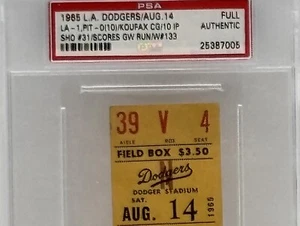 PSA
1965 L.A. DODGERS/AUG.14 FULL
LA-1,PIT-0(10)/KOUFAX CG/10 IP AUTHENTIC
SHO #31/SCORES GW RUN/W#133 25387005
39 V 4
AISLE ROW SEAT
FIELD BOX $3.50
N
Dodgers
DODGER STADIUM
SAT.
AUG. 14 1965